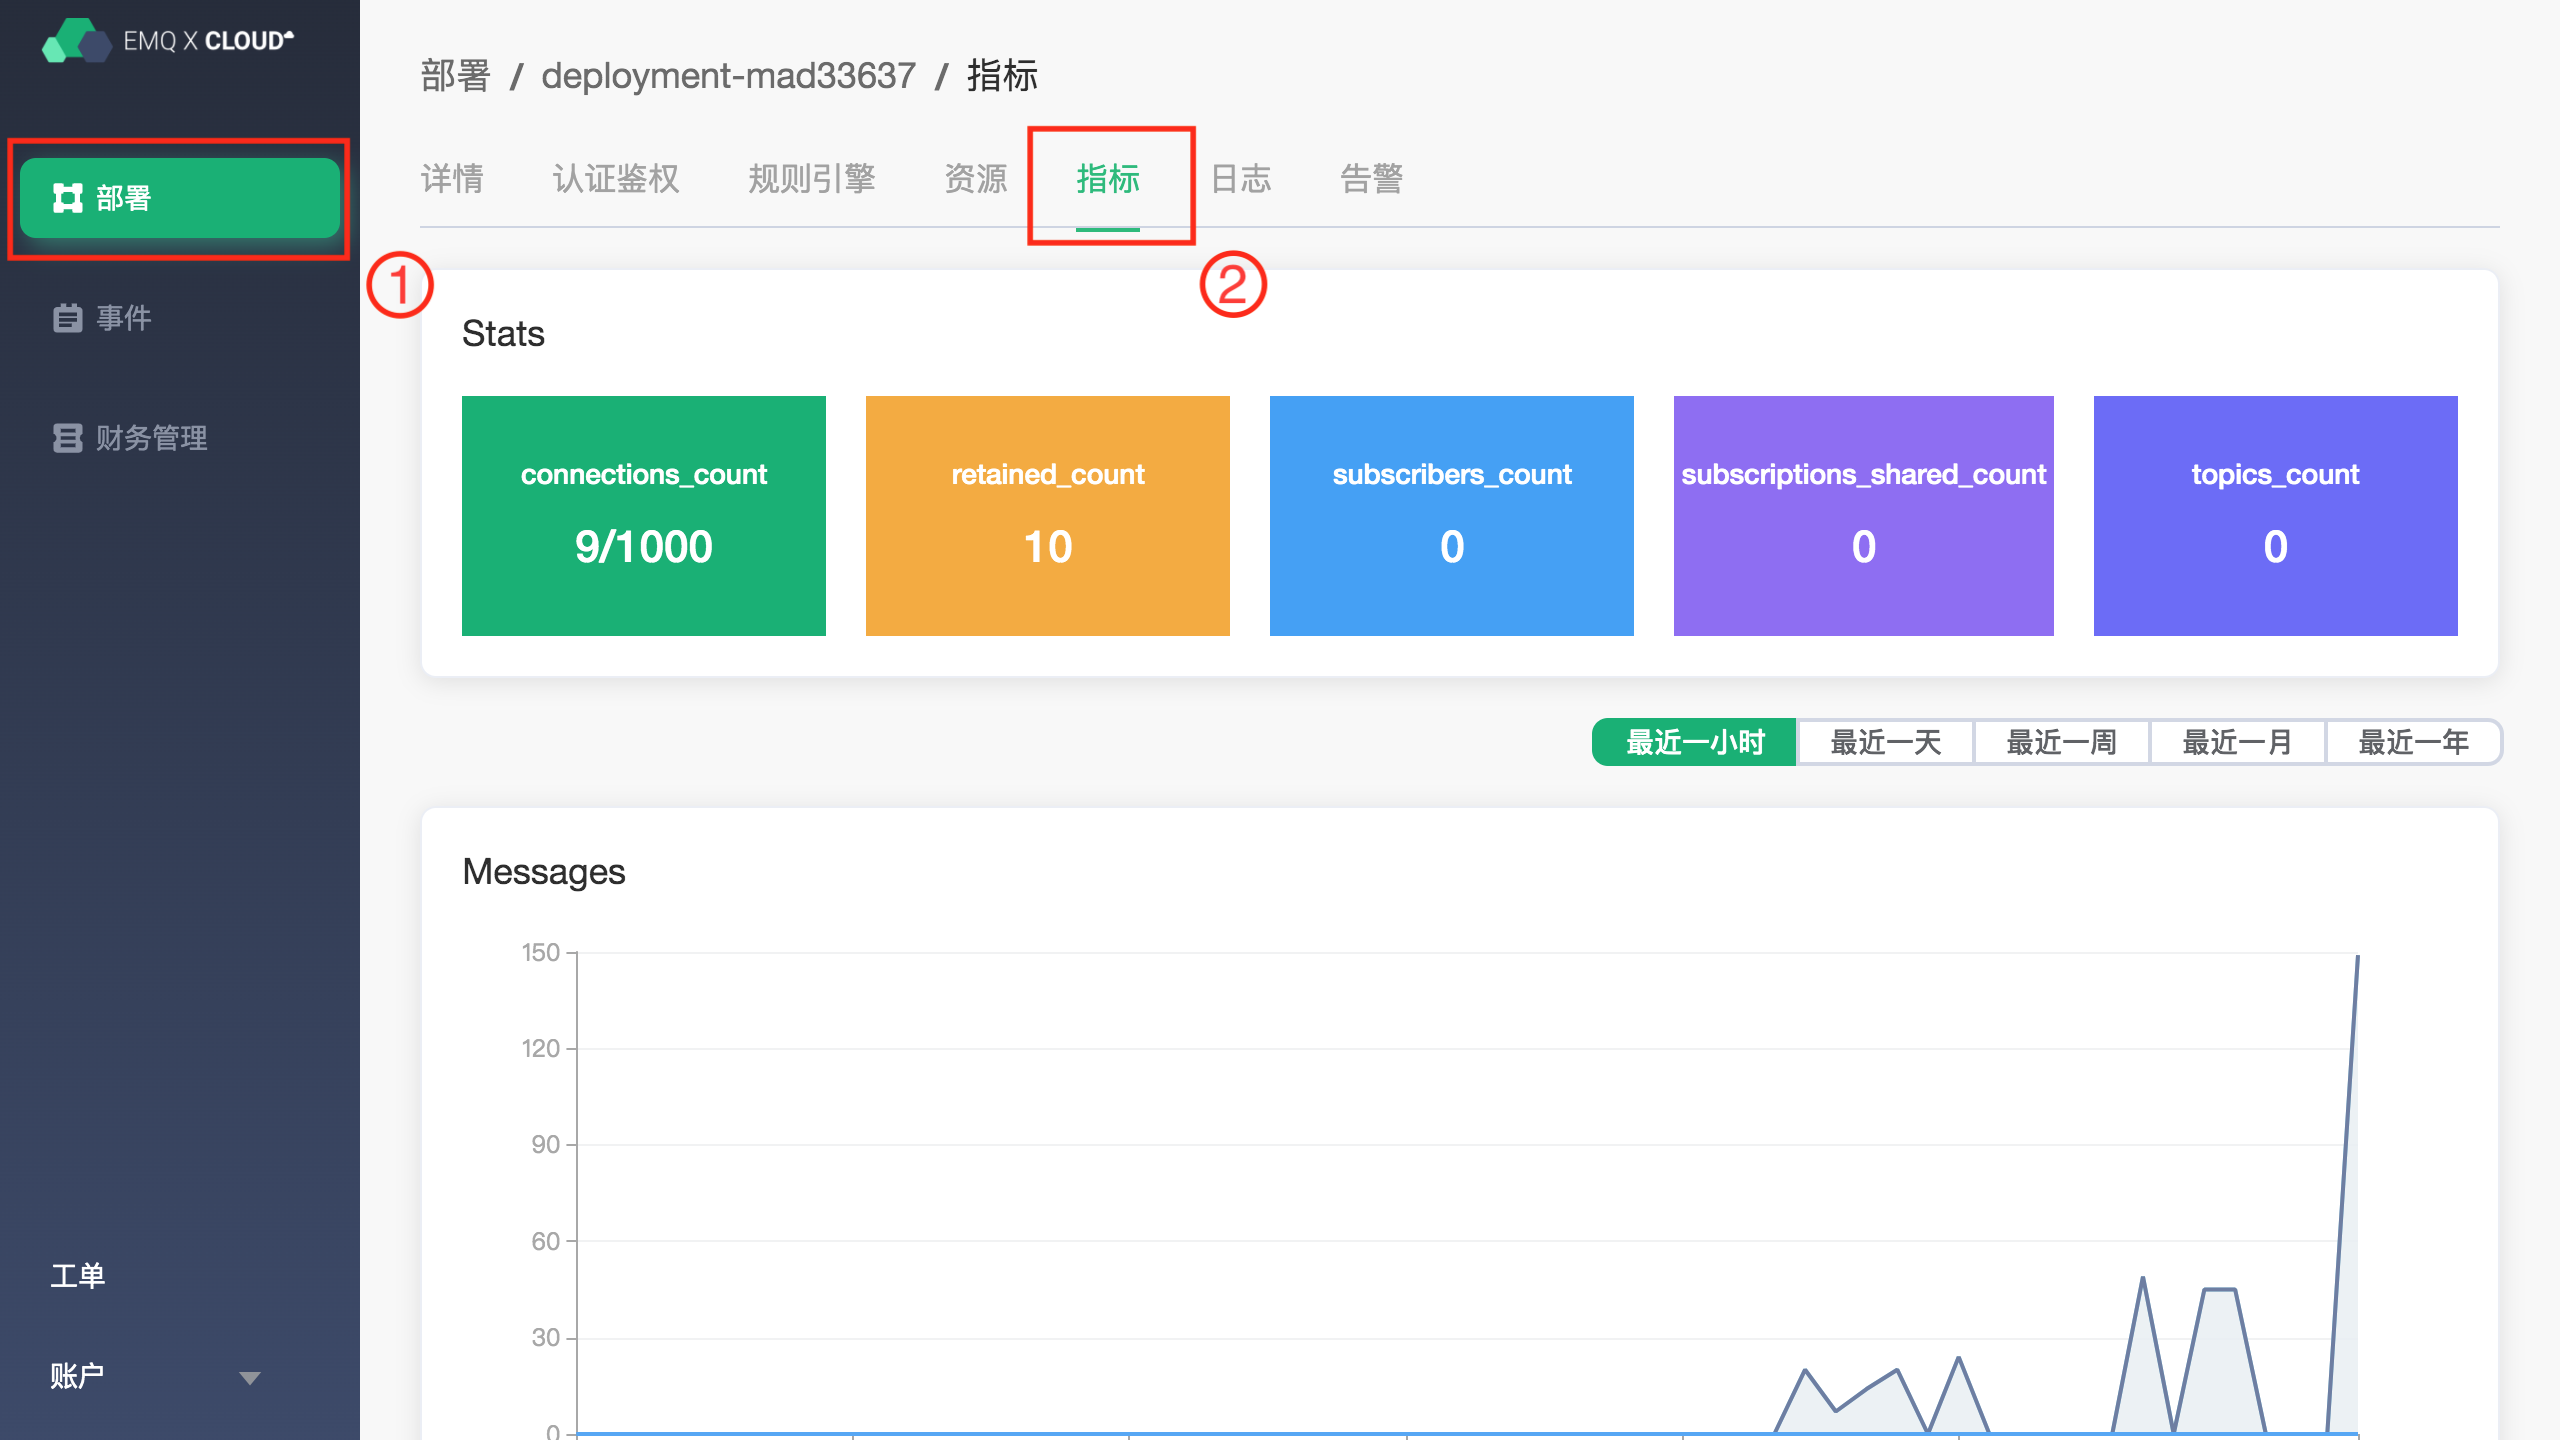 EMQ X CLOUD
部署
事件
财务管理
工单
账户
部署 / deployment-mad33637 / 指标
详情 认证鉴权 规则引擎 资源 指标 日志 告警
① ②
Stats
connections_count retained_count subscribers_count subscriptions_shared_count topics_count
9/1000 10 0 0 0
最近一小时 最近一天 最近一周 最近一月 最近一年
Messages
150
120
90
60
30
0